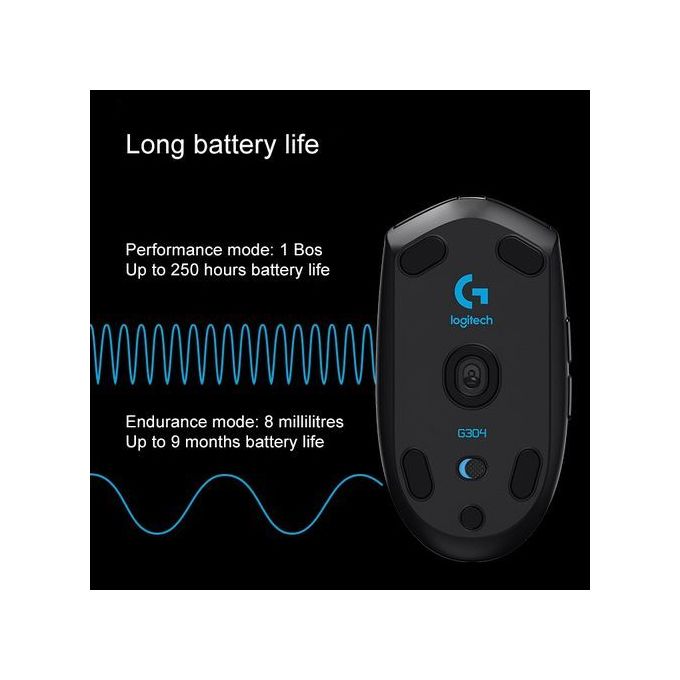 Long battery life
Performance mode: 1 Bos
Up to 250 hours battery life
Endurance mode: 8 millilitres
Up to 9 months battery life
G
logitech
G304